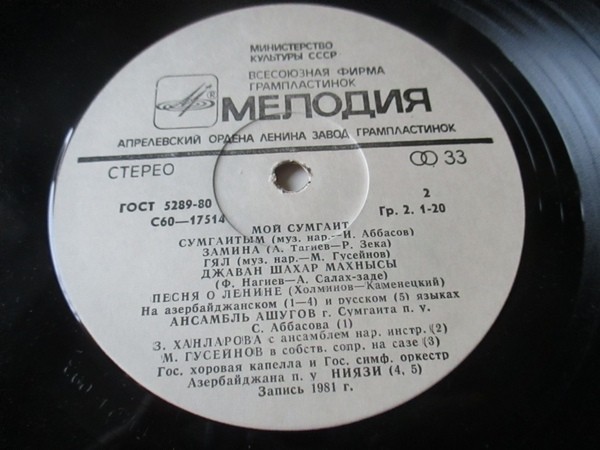 МИНИСТЕРСТВО
КУЛЬТУРЫ СССР
ВСЕСОЮЗНАЯ ФИРМА
ГРАМПЛАСТИНОК
® МЕЛОДИЯ
АПРЕЛЕВСКИЙ ОРДЕНА ЛЕНИНА ЗАВОД ГРАМПЛАСТИНОК
СТЕРЕО 33
ГОСТ 5289-80 2
С60—17514 Гр. 2. 1-20
МОЙ СУМГАИТ
СУМГАИТЫМ (муз. нар.—И. Аббасов)
ЗАМИНА (А. Тагиев—Р. Зека)
ГЯЛ (муз. нар.—М. Гусейнов)
ДЖАВАН ШАХАР МАХНЫСЫ
(Ф. Нагиев—А. Салах-заде)
ПЕСНЯ О ЛЕНИНЕ (Холминов—Каменецкий)
На азербайджанском (1—4) и русском (5) языках
АНСАМБЛЬ АШУГОВ г. Сумгаита п. у.
С. Аббасова (1)
З. ХАНЛАРОВА с ансамблем нар. инстр. (2)
М. ГУСЕЙНОВ в собств. сопр. на сазе (3)
Гос. хоровая капелла и Гос. симф. оркестр
Азербайджана п. у НИЯЗИ (4, 5)
Запись 1981 г.